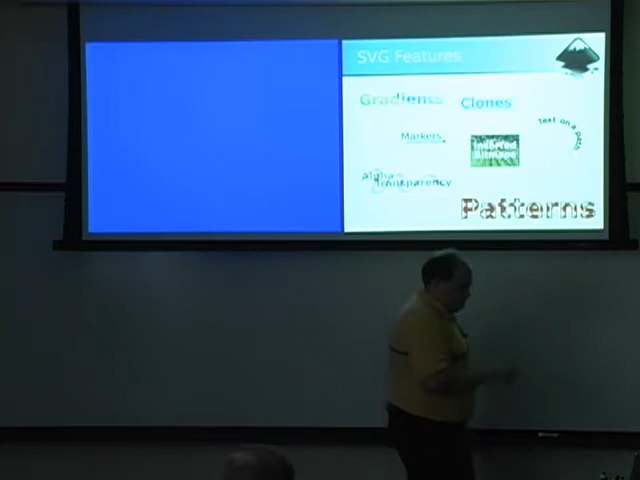 SVG Features
Gradients
Clones
Text on a path
Markers
Alpha
Transparency
Patterns